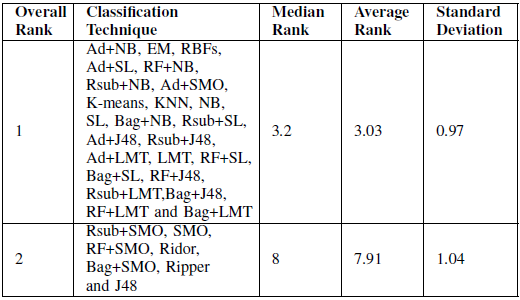 Overall Rank Classification Technique Median Rank Average Rank Standard Deviation
1
Ad+NB, EM, RBFs,
Ad+SL, RF+NB,
Rsub+NB, Ad+SMO,
K-means, KNN, NB,
SL, Bag+NB, Rsub+SL,
Ad+J48, Rsub+J48,
Ad+LMT, LMT, RF+SL,
Bag+SL, RF+J48,
Rsub+LMT,Bag+J48,
RF+LMT and Bag+LMT
3.2 3.03 0.97
2
Rsub+SMO, SMO,
RF+SMO, Ridor,
Bag+SMO, Ripper
and J48
8 7.91 1.04